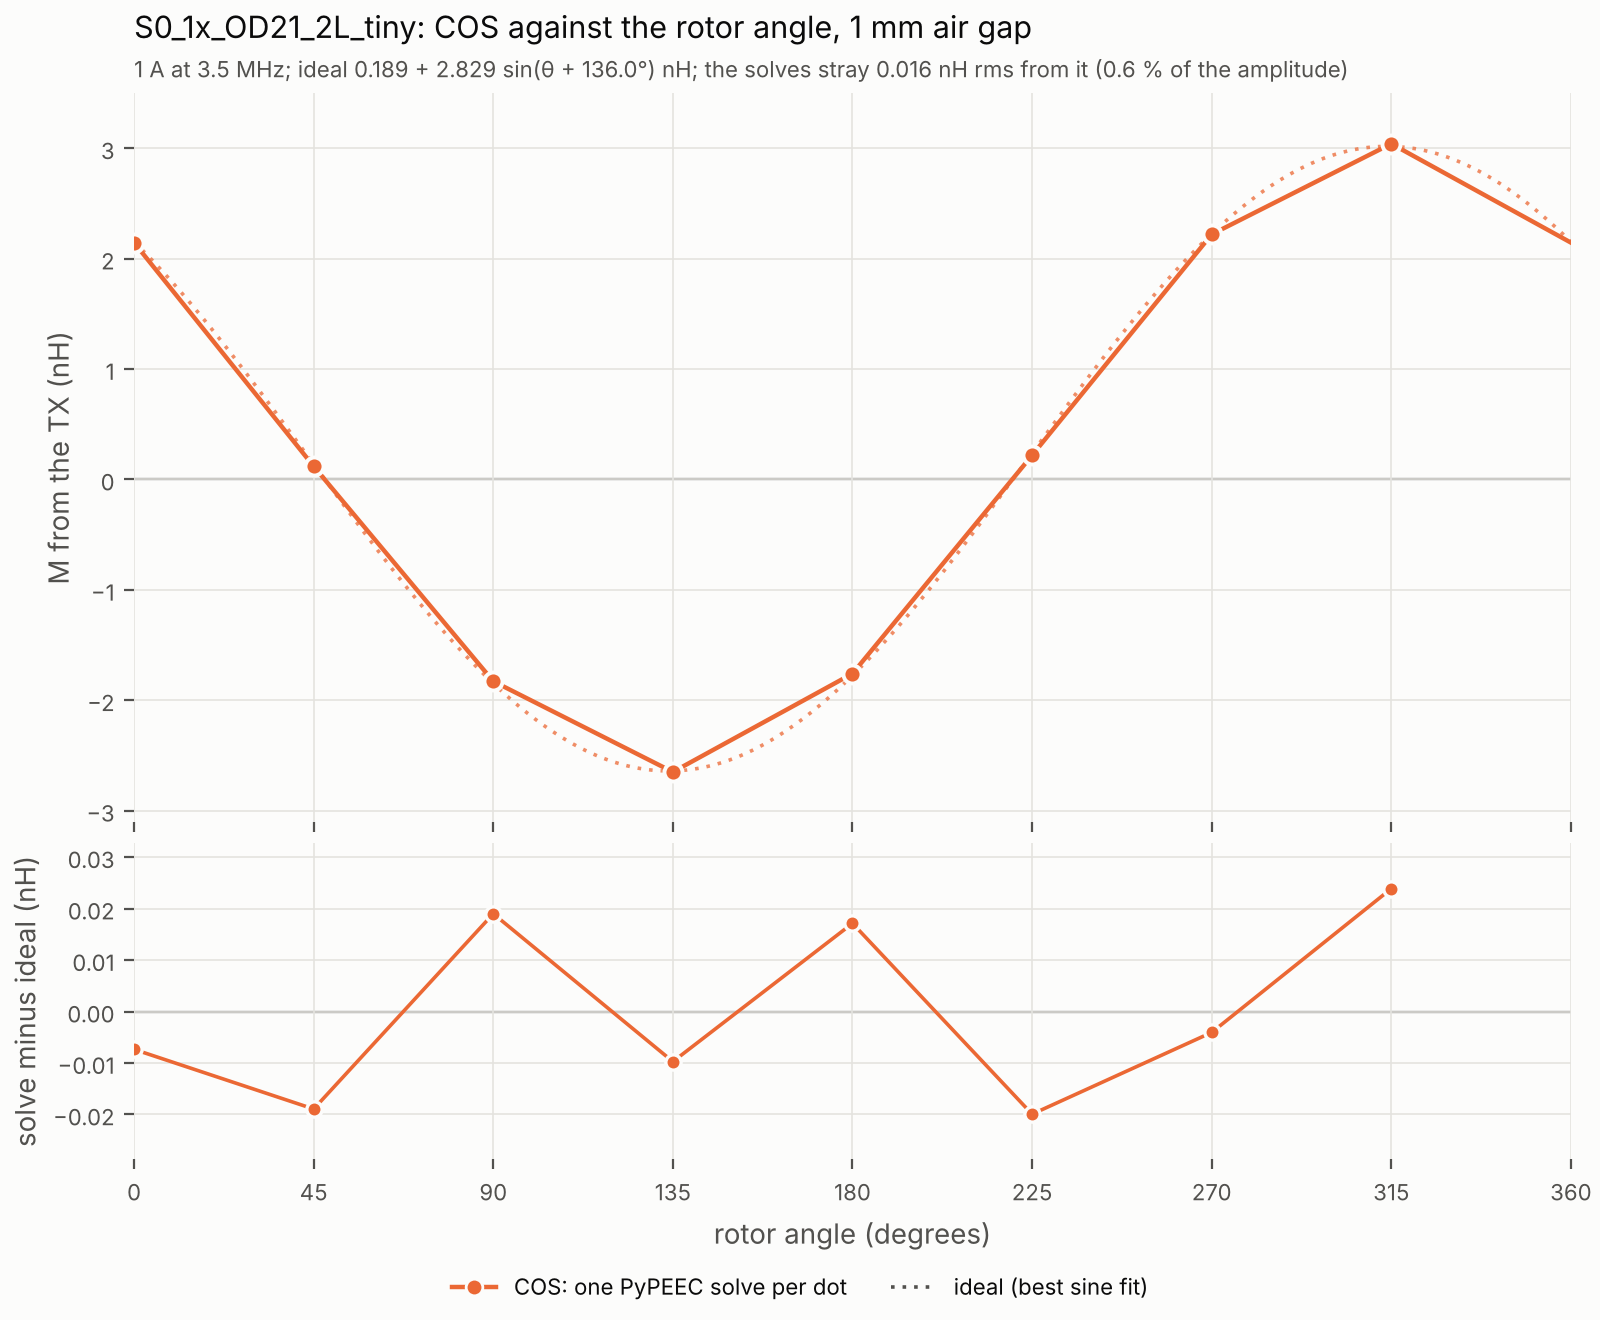 S0_1x_OD21_2L_tiny: COS against the rotor angle, 1 mm air gap
1 A at 3.5 MHz; ideal 0.189 + 2.829 sin(θ + 136.0°) nH; the solves stray 0.016 nH rms from it (0.6 % of the amplitude)
M from the TX (nH)
3
2
1
0
−1
−2
−3
solve minus ideal (nH)
0.03
0.02
0.01
0.00
−0.01
−0.02
0 45 90 135 180 225 270 315 360
rotor angle (degrees)
COS: one PyPEEC solve per dot ideal (best sine fit)